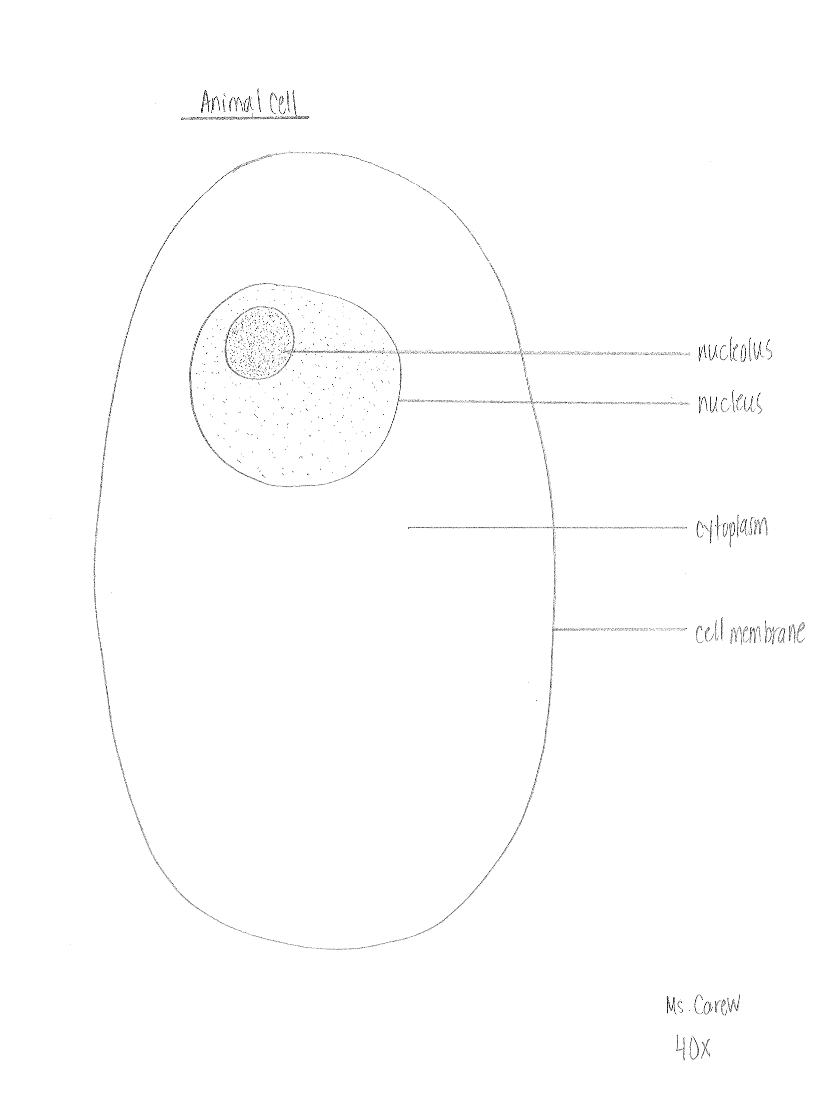 Animal Cell
nucleolus
nucleus
cytoplasm
cell membrane
Ms. Carew
40x